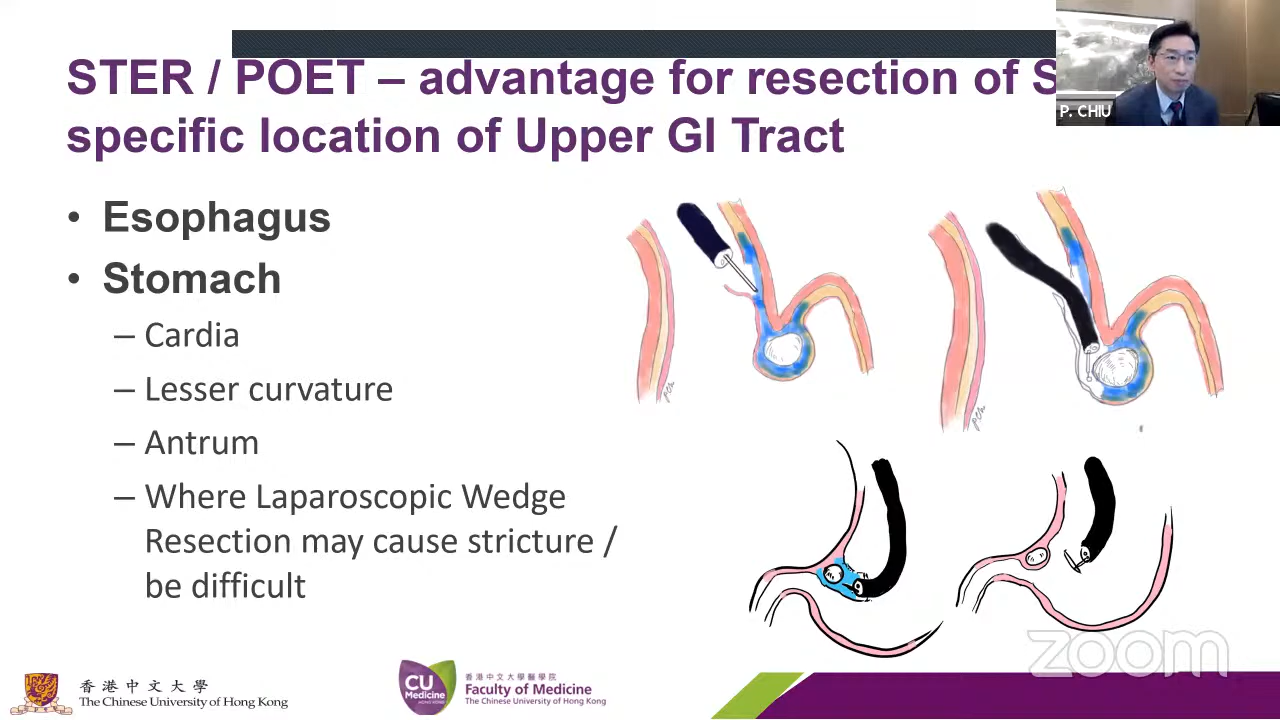 STER / POET – advantage for resection of S
specific location of Upper GI Tract
P. CHIU
• Esophagus
• Stomach
– Cardia
– Lesser curvature
– Antrum
– Where Laparoscopic Wedge
Resection may cause stricture /
be difficult
zoom
香港中文大學
The Chinese University of Hong Kong
CU
Medicine
HONG KONG
香港中文大學醫學院
Faculty of Medicine
The Chinese University of Hong Kong